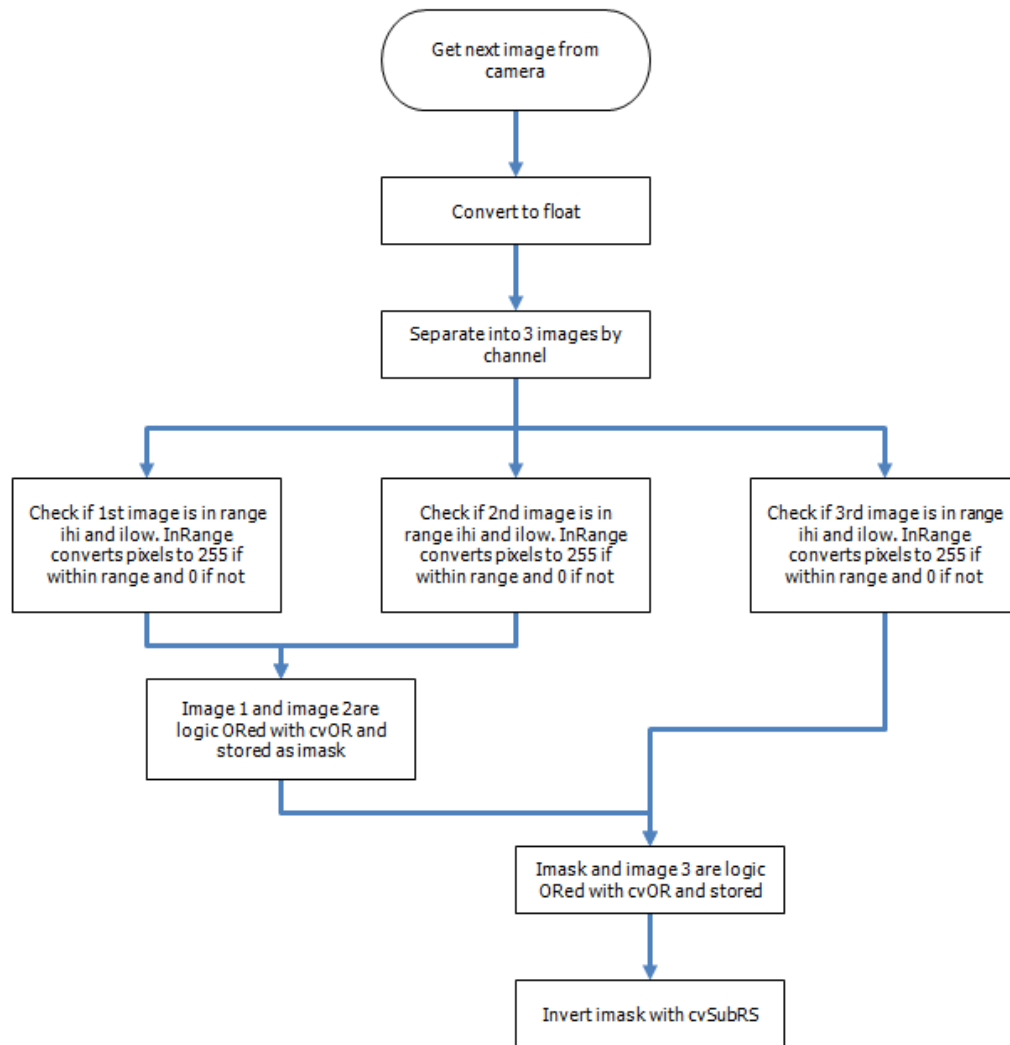 Get next image from
camera
Convert to float
Separate into 3 images by
channel
Check if 1st image is in range
ihi and ilow. InRange
converts pixels to 255 if
within range and 0 if not
Check if 2nd image is in
range ihi and ilow. InRange
converts pixels to 255 if
within range and 0 if not
Check if 3rd image is in range
ihi and ilow. InRange
converts pixels to 255 if
within range and 0 if not
Image 1 and image 2are
logic ORed with cvOR and
stored as imask
Imask and image 3 are logic
ORed with cvOR and stored
Invert imask with cvSubRS